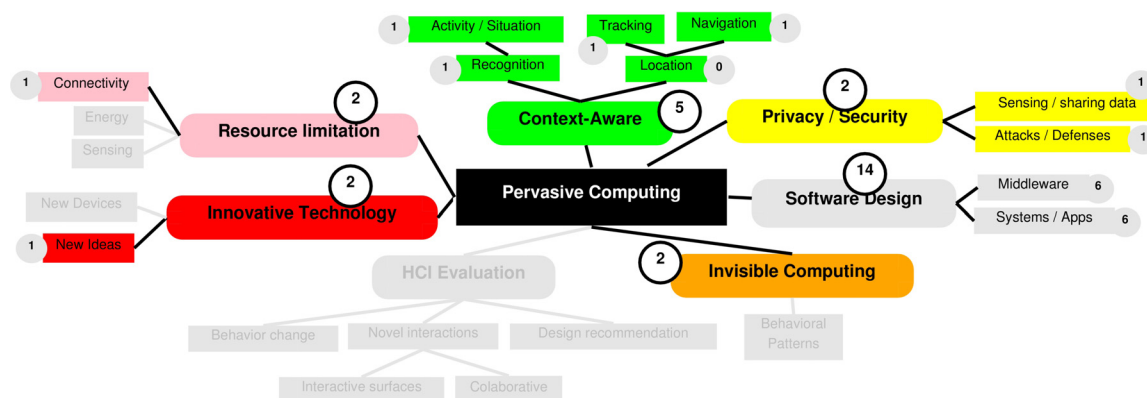 1 Activity / Situation
Tracking
Navigation 1
1
1 Recognition
Location 0
1 Connectivity
2
5
2
1
Sensing / sharing data
Energy
Resource limitation
Context-Aware
Privacy / Security
Attacks / Defenses 1
Sensing
2
14
Pervasive Computing
Middleware 6
New Devices
Innovative Technology
Software Design
Systems / Apps 6
1 New Ideas
HCI Evaluation
2 Invisible Computing
Behavior change
Novel interactions
Design recommendation
Behavioral
Patterns
Interactive surfaces
Colaborative